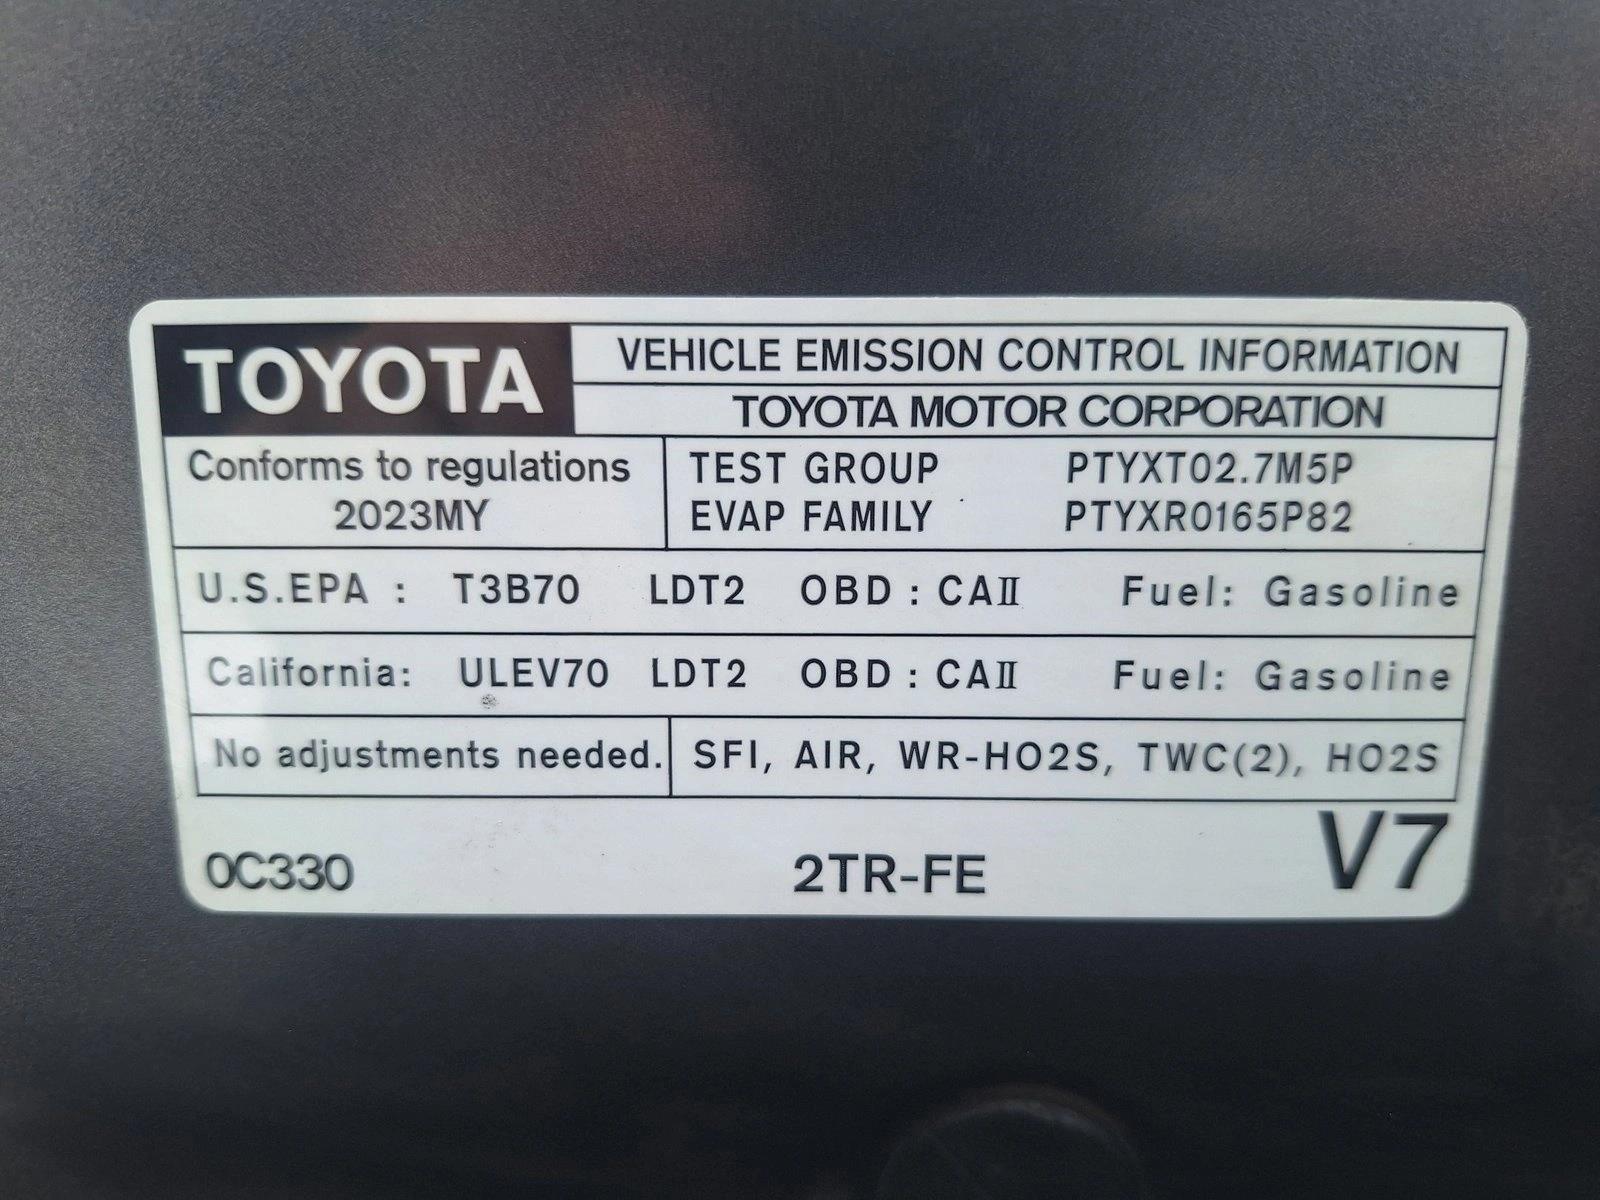 TOYOTA
VEHICLE EMISSION CONTROL INFORMATION
TOYOTA MOTOR CORPORATION
Conforms to regulations
2023MY
TEST GROUP PTYXT02.7M5P
EVAP FAMILY PTYXR0165P82
U.S.EPA : T3B70 LDT2 OBD : CAⅡ Fuel: Gasoline
California: ULEV70 LDT2 OBD : CAⅡ Fuel: Gasoline
No adjustments needed. SFI, AIR, WR-HO2S, TWC(2), HO2S
0C330 2TR-FE V7